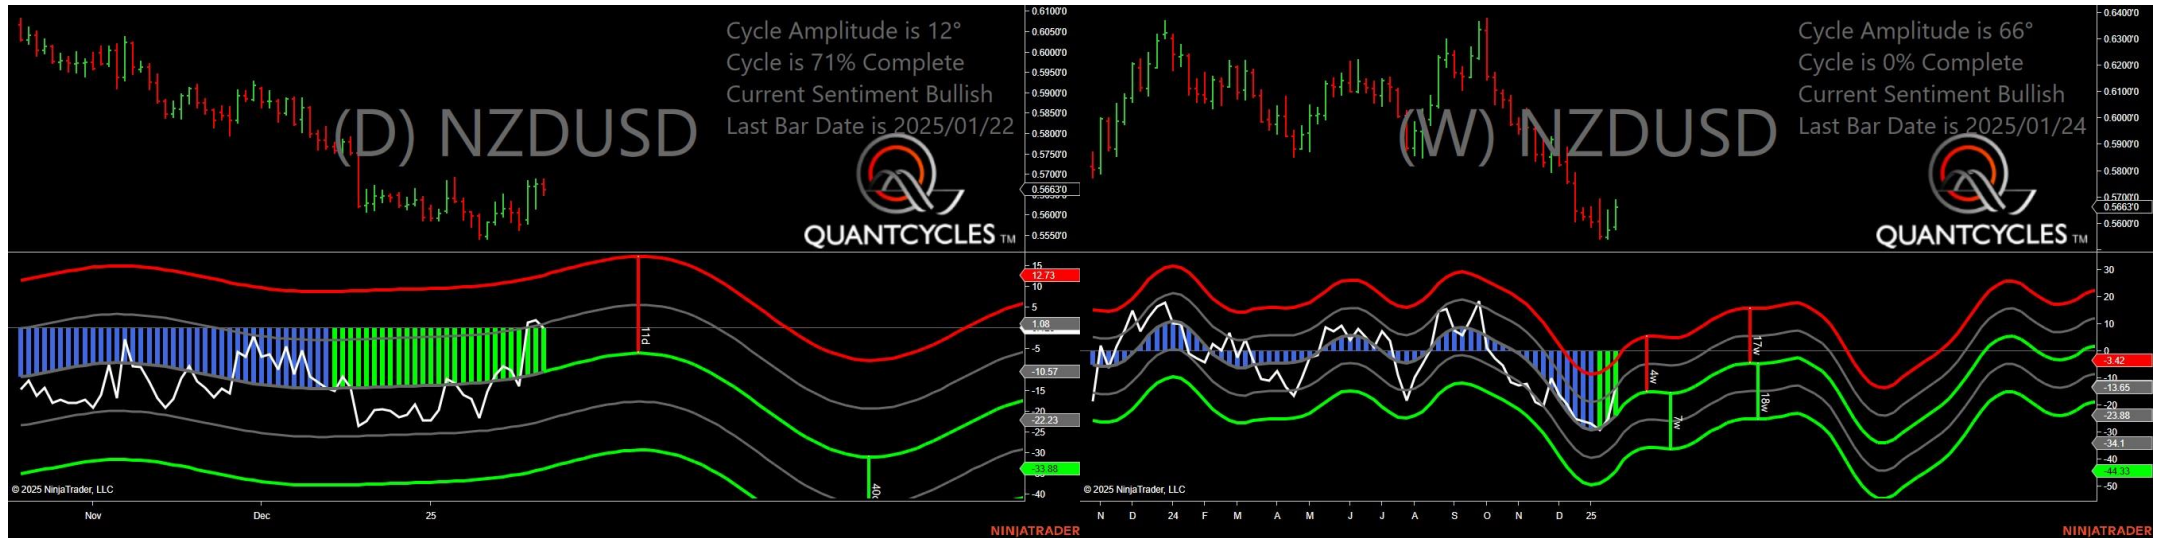 Cycle Amplitude is 12°
Cycle is 71% Complete
Current Sentiment Bullish
Last Bar Date is 2025/01/22
(D) NZDUSD
QUANTCYCLES TM
0.6100'0
0.6050'0
0.6000'0
0.5950'0
0.5900'0
0.5850'0
0.5800'0
0.5750'0
0.5700'0
0.5663'0
0.5600'0
0.5550'0
15
12.73
10
5
1.08
-5
-10.57
-15
-20
-22.23
-25
-30
-33.88
-40
11d
© 2025 NinjaTrader, LLC
Nov
Dec
25
NINJATRADER
Cycle Amplitude is 66°
Cycle is 0% Complete
Current Sentiment Bullish
Last Bar Date is 2025/01/24
(W) NZDUSD
QUANTCYCLES TM
0.6400'0
0.6300'0
0.6200'0
0.6100'0
0.6000'0
0.5900'0
0.5800'0
0.5700'0
0.5663'0
0.5600'0
30
20
10
0
-3.42
-10
-13.65
-20
-23.88
-30
-34.1
-40
-44.33
-50
4w
7w
17w
18w
© 2025 NinjaTrader, LLC
N
D
24
F
M
A
M
J
J
A
S
O
N
D
25
NINJATRADER